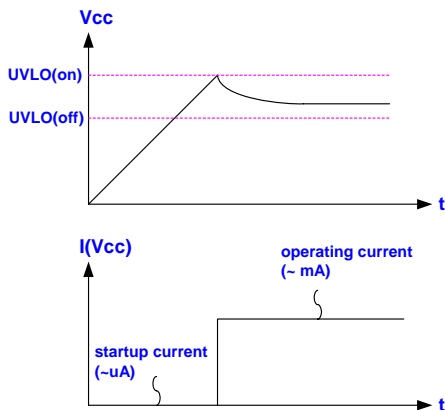 Vcc
UVLO(on)
UVLO(off)
t
I(Vcc)
operating current
(~ mA)
startup current
(~uA)
t